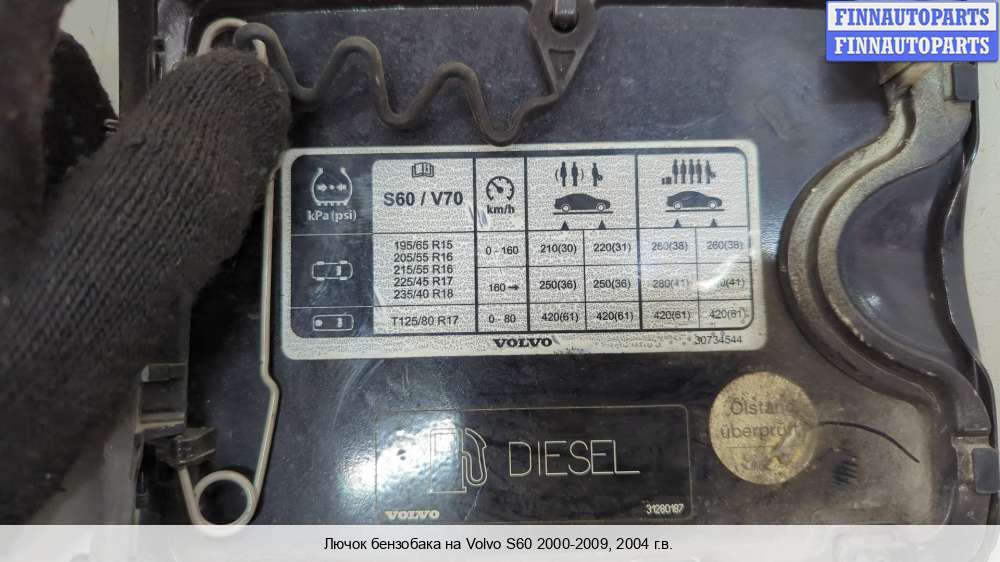 FINNAUTOPARTS
FINNAUTOPARTS
S60 / V70
km/h
kPa(psi)
195/65 R15
205/55 R16
215/55 R16
225/45 R17
235/40 R18
0 - 160 210(30) 220(31) 260(38) 260(38)
160 → 250(36) 250(36) 280(41)
T125/80 R17 0 - 80 420(61) 420(61) 420(61) 420(61)
VOLVO 30734544
Ölstand
überprüft
DIESEL
VOLVO 31280187
Лючок бензобака на Volvo S60 2000-2009, 2004 г.в.